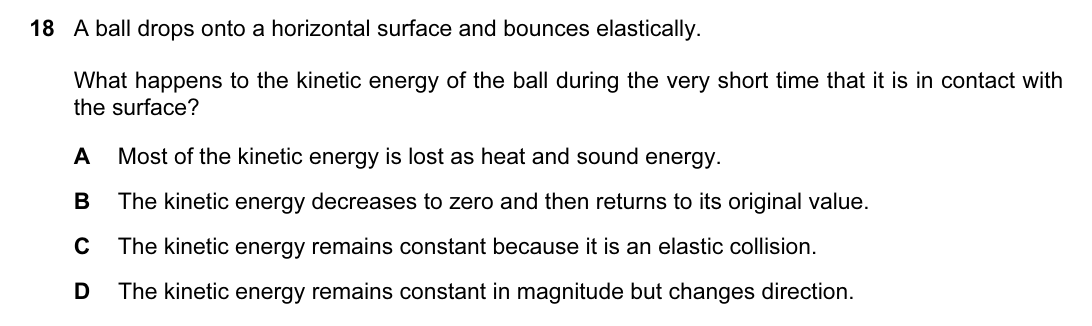 18 A ball drops onto a horizontal surface and bounces elastically.
What happens to the kinetic energy of the ball during the very short time that it is in contact with
the surface?
A Most of the kinetic energy is lost as heat and sound energy.
B The kinetic energy decreases to zero and then returns to its original value.
C The kinetic energy remains constant because it is an elastic collision.
D The kinetic energy remains constant in magnitude but changes direction.